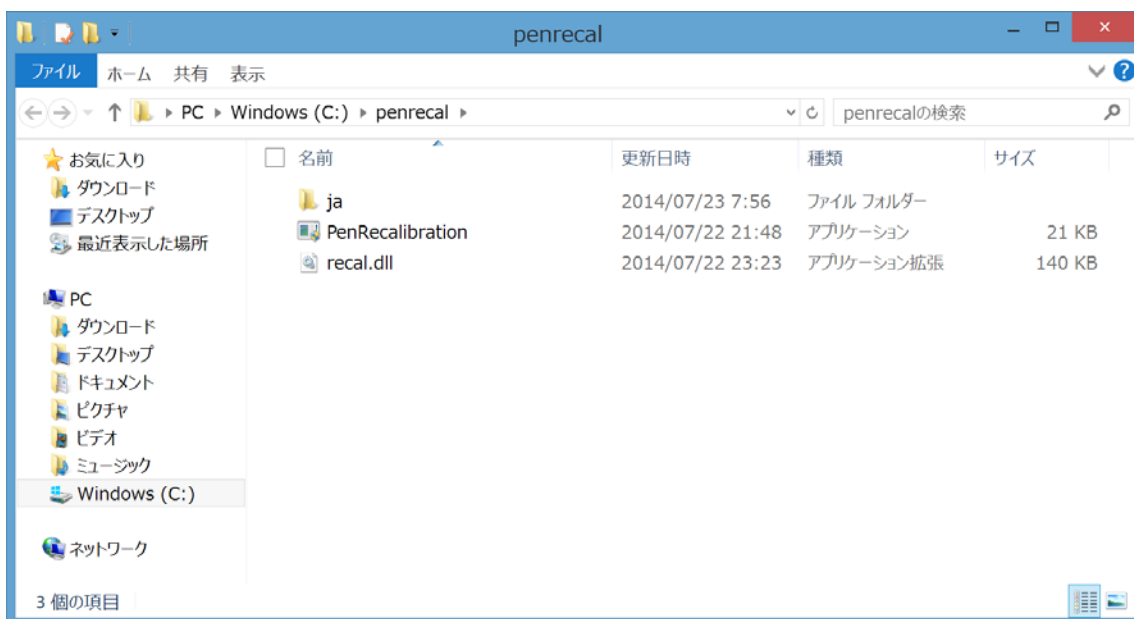 penrecal
ファイル ホーム 共有 表示
PC Windows (C:) penrecal penrecalの検索
お気に入り
ダウンロード
デスクトップ
最近表示した場所
PC
ダウンロード
デスクトップ
ドキュメント
ピクチャ
ビデオ
ミュージック
Windows (C:)
ネットワーク
名前 更新日時 種類 サイズ
ja 2014/07/23 7:56 ファイル フォルダー
PenRecalibration 2014/07/22 21:48 アプリケーション 21 KB
recal.dll 2014/07/22 23:23 アプリケーション拡張 140 KB
3 個の項目